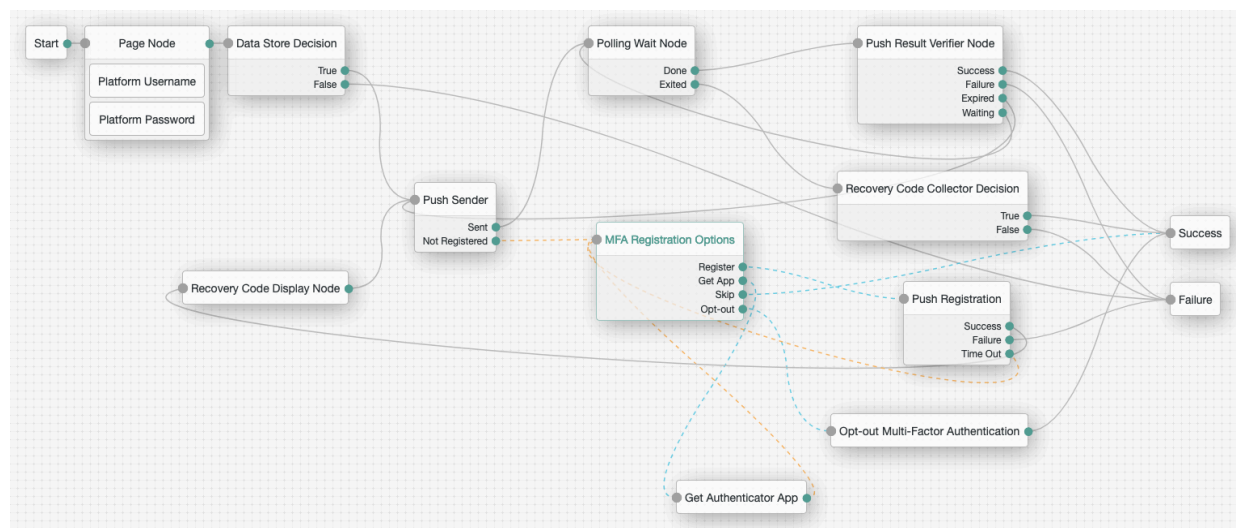 Start
Page Node
Platform Username
Platform Password
Data Store Decision
True
False
Polling Wait Node
Done
Exited
Push Result Verifier Node
Success
Failure
Expired
Waiting
Push Sender
Sent
Not Registered
Recovery Code Collector Decision
True
False
MFA Registration Options
Register
Get App
Skip
Opt-out
Success
Failure
Recovery Code Display Node
Push Registration
Success
Failure
Time Out
Opt-out Multi-Factor Authentication
Get Authenticator App